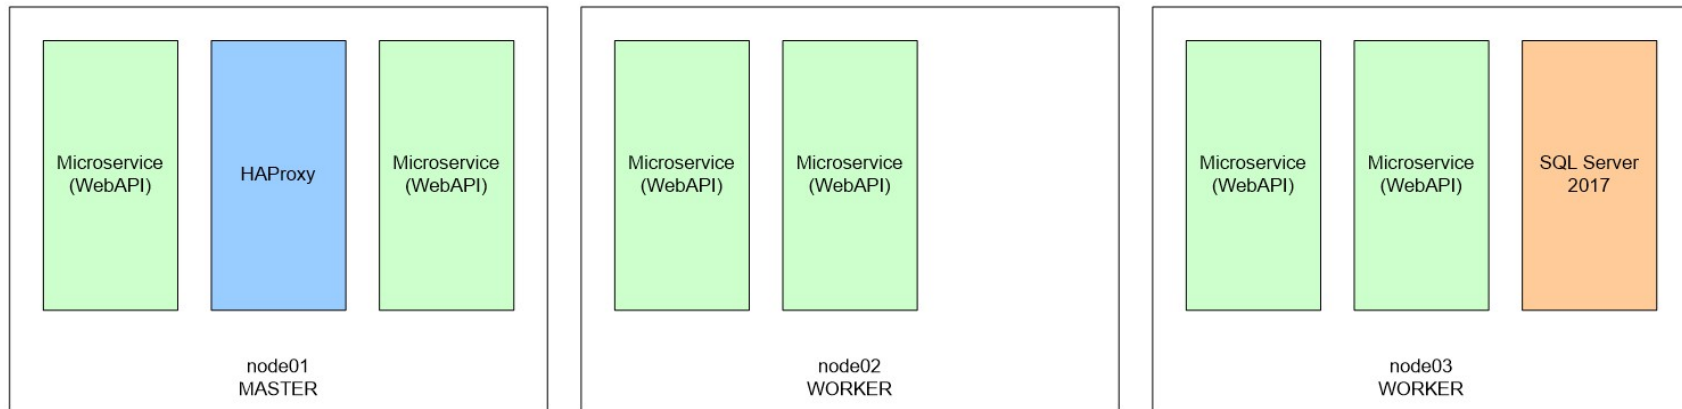 Microservice
(WebAPI)
HAProxy
Microservice
(WebAPI)
node01
MASTER
Microservice
(WebAPI)
Microservice
(WebAPI)
node02
WORKER
Microservice
(WebAPI)
Microservice
(WebAPI)
SQL Server
2017
node03
WORKER